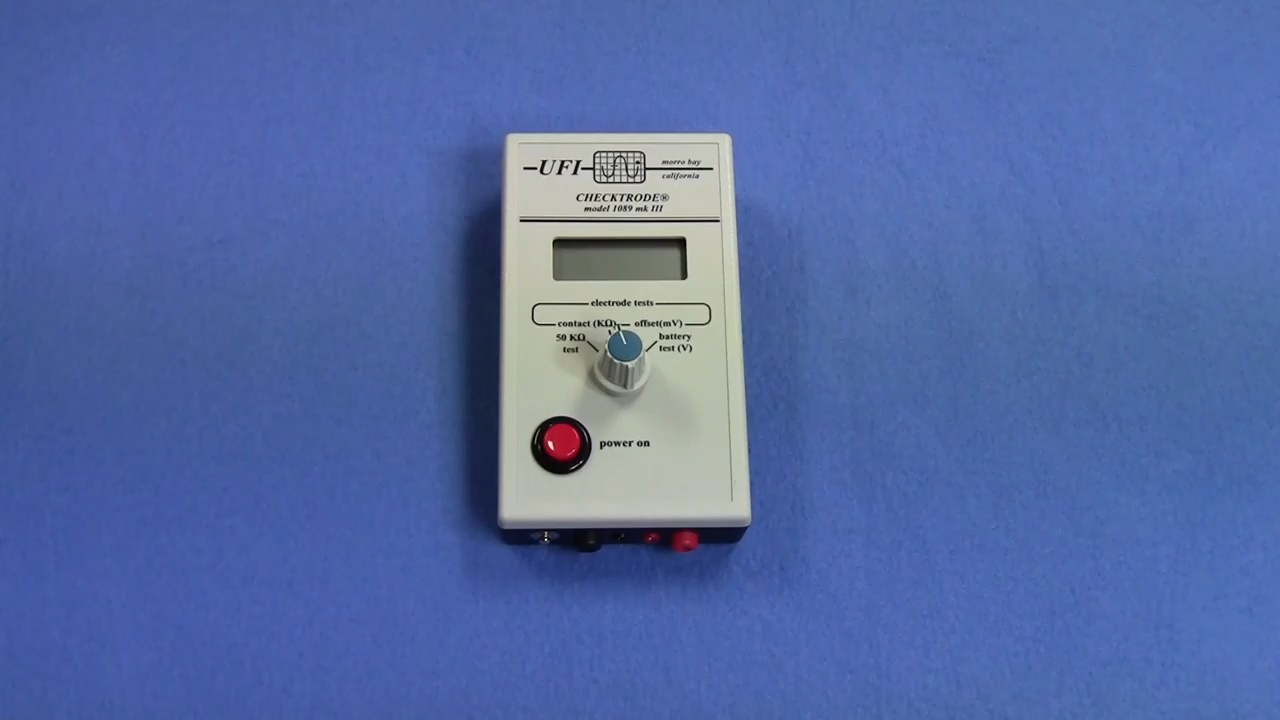 UFI
morro bay
california
CHECKTRODE®
model 1089 mk III
electrode tests
contact (KΩ)
offset(mV)
50 KΩ
test
battery
test (V)
power on